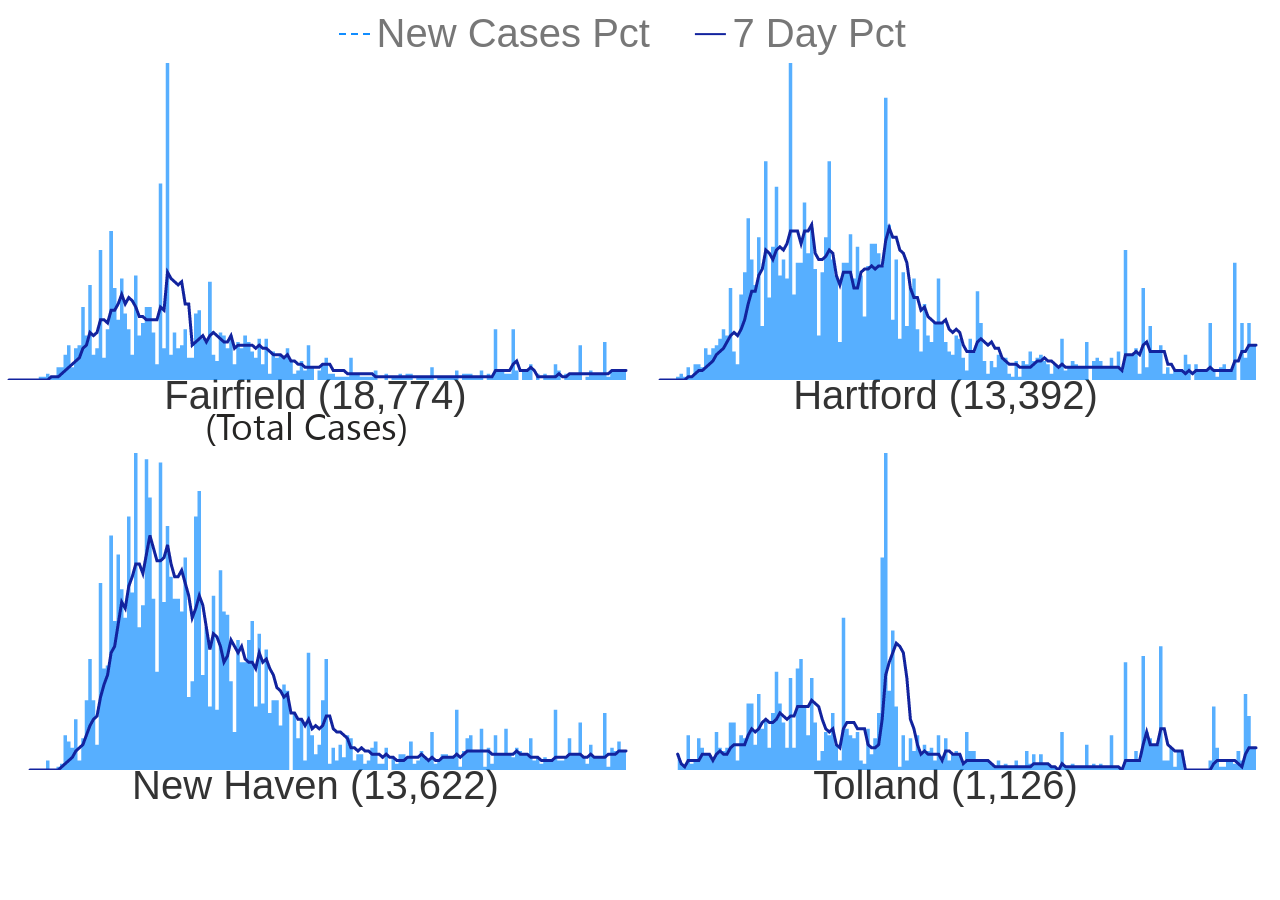 New Cases Pct 7 Day Pct
Fairfield (18,774) Hartford (13,392)
(Total Cases)
New Haven (13,622) Tolland (1,126)